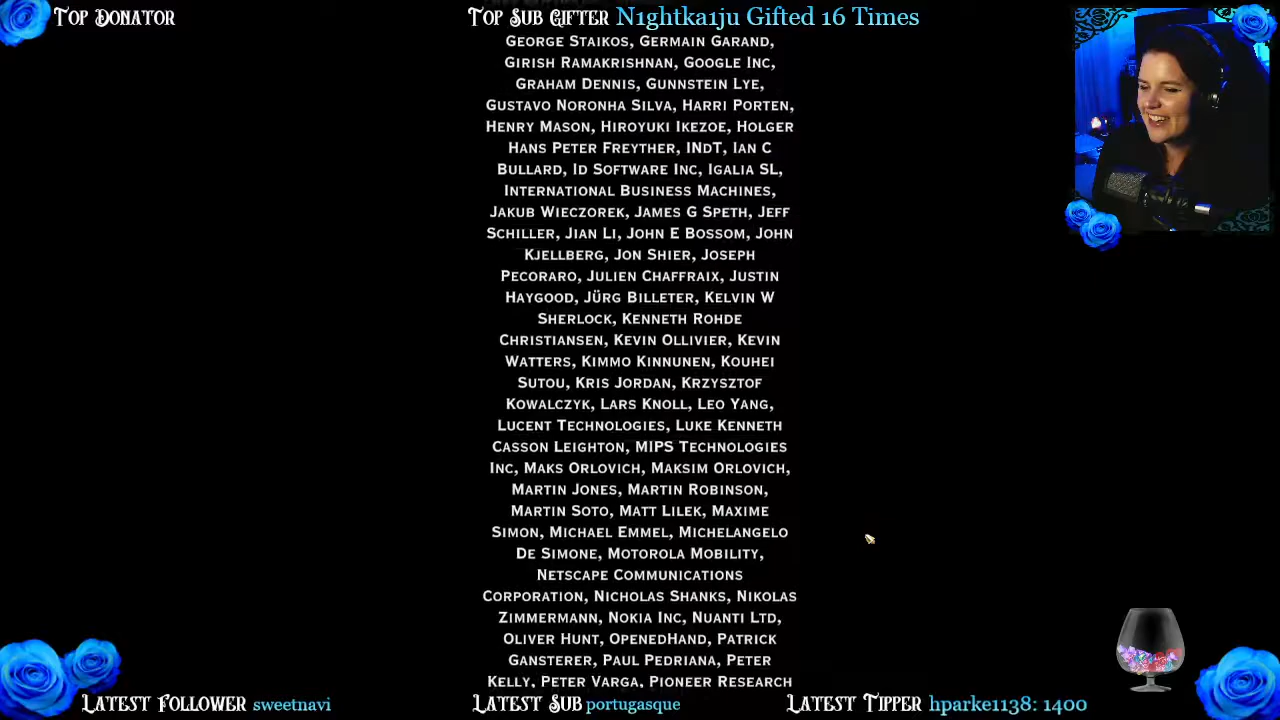 Top Donator
Top Sub Gifter N1ghtka1ju Gifted 16 Times
George Staikos, Germain Garand,
Girish Ramakrishnan, Google Inc,
Graham Dennis, Gunnstein Lye,
Gustavo Noronha Silva, Harri Porten,
Henry Mason, Hiroyuki Ikezoe, Holger
Hans Peter Freyther, INdT, Ian C
Bullard, Id Software Inc, Igalia SL,
International Business Machines,
Jakub Wieczorek, James G Speth, Jeff
Schiller, Jian Li, John E Bossom, John
Kjellberg, Jon Shier, Joseph
Pecoraro, Julien Chaffraix, Justin
Haygood, Jürg Billeter, Kelvin W
Sherlock, Kenneth Rohde
Christiansen, Kevin Ollivier, Kevin
Watters, Kimmo Kinnunen, Kouhei
Sutou, Kris Jordan, Krzysztof
Kowalczyk, Lars Knoll, Leo Yang,
Lucent Technologies, Luke Kenneth
Casson Leighton, MIPS Technologies
Inc, Maks Orlovich, Maksim Orlovich,
Martin Jones, Martin Robinson,
Martin Soto, Matt Lilek, Maxime
Simon, Michael Emmel, Michelangelo
De Simone, Motorola Mobility,
Netscape Communications
Corporation, Nicholas Shanks, Nikolas
Zimmermann, Nokia Inc, Nuanti Ltd,
Oliver Hunt, OpenedHand, Patrick
Gansterer, Paul Pedriana, Peter
Kelly, Peter Varga, Pioneer Research
Latest Follower sweetnavi
Latest Sub portugasque
Latest Tipper hparke1138: 1400